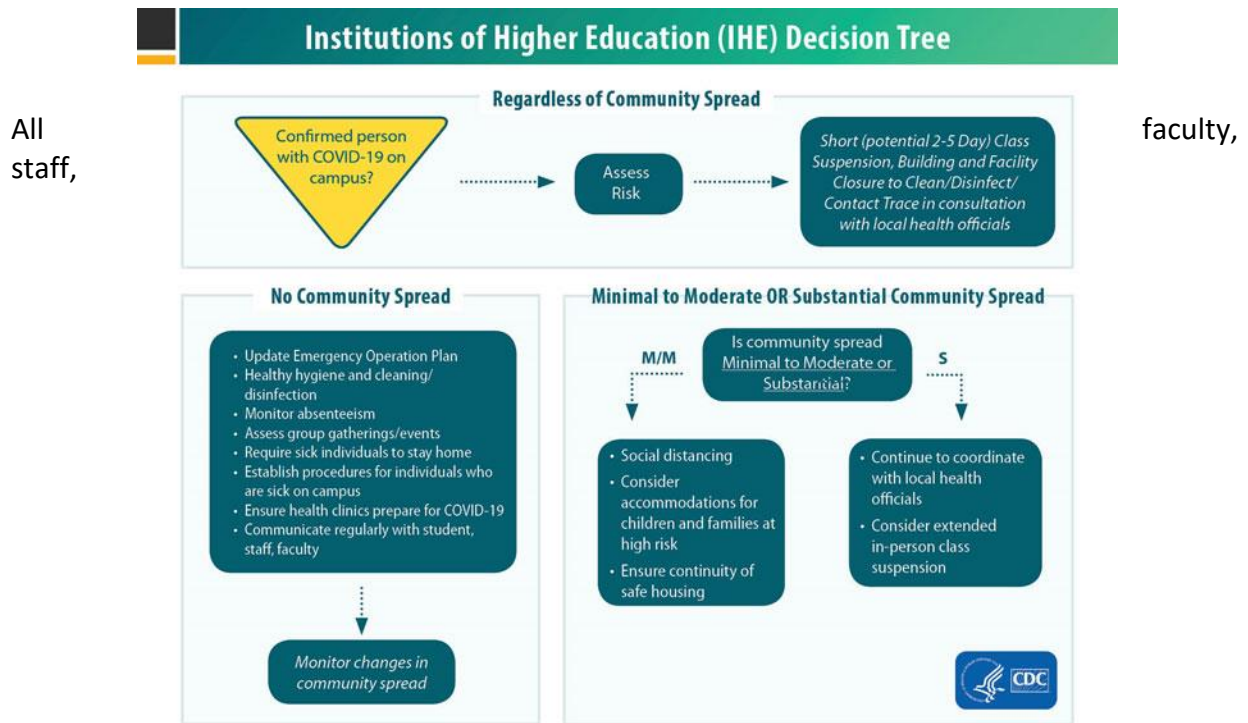 Institutions of Higher Education (IHE) Decision Tree
All faculty,
staff,
Regardless of Community Spread
Confirmed person
with COVID-19 on
campus?
Assess
Risk
Short (potential 2-5 Day) Class
Suspension, Building and Facility
Closure to Clean/Disinfect/
Contact Trace in consultation
with local health officials
No Community Spread
• Update Emergency Operation Plan
• Healthy hygiene and cleaning/
disinfection
• Monitor absenteeism
• Assess group gatherings/events
• Require sick individuals to stay home
• Establish procedures for individuals who
are sick on campus
• Ensure health clinics prepare for COVID-19
• Communicate regularly with student,
staff, faculty
Monitor changes in
community spread
Minimal to Moderate OR Substantial Community Spread
Is community spread
Minimal to Moderate or
Substantial?
M/M
S
• Social distancing
• Consider
accommodations for
children and families at
high risk
• Ensure continuity of
safe housing
• Continue to coordinate
with local health
officials
• Consider extended
in-person class
suspension
CDC